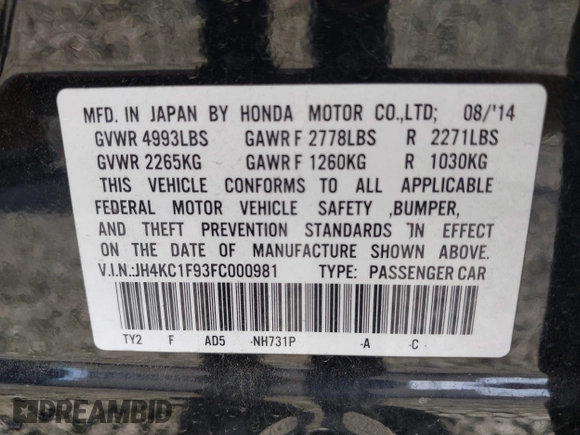 MFD. IN JAPAN BY HONDA MOTOR CO.,LTD; 08/'14
GVWR 4993LBS GAWR F 2778LBS R 2271LBS
GVWR 2265KG GAWR F 1260KG R 1030KG
THIS VEHICLE CONFORMS TO ALL APPLICABLE
FEDERAL MOTOR VEHICLE SAFETY ,BUMPER,
AND THEFT PREVENTION STANDARDS IN EFFECT
ON THE DATE OF MANUFACTURE SHOWN ABOVE.
V.I.N.:JH4KC1F93FC000981 TYPE: PASSENGER CAR
TY2 F AD5 -NH731P -A -C-
DREAMBID